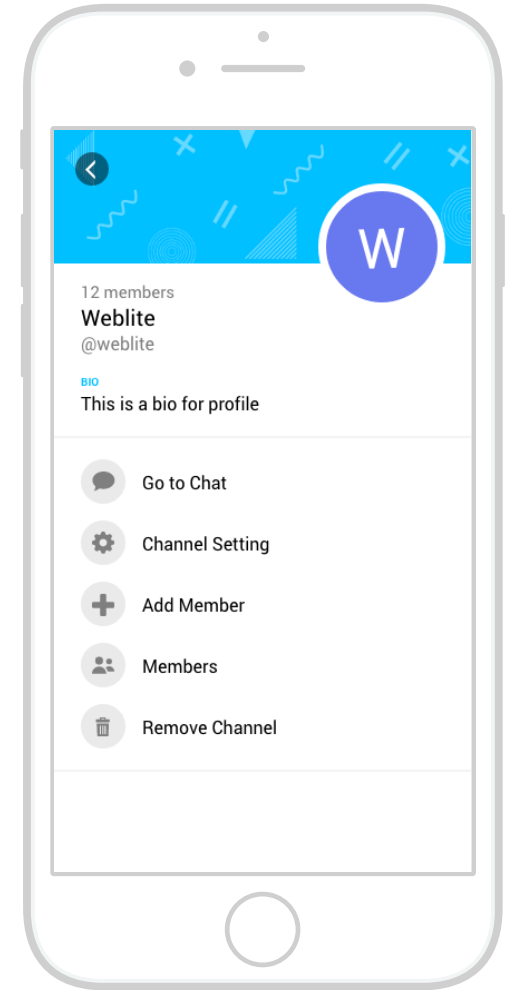 W
12 members
Weblite
@weblite
BIO
This is a bio for profile
Go to Chat
Channel Setting
Add Member
Members
Remove Channel